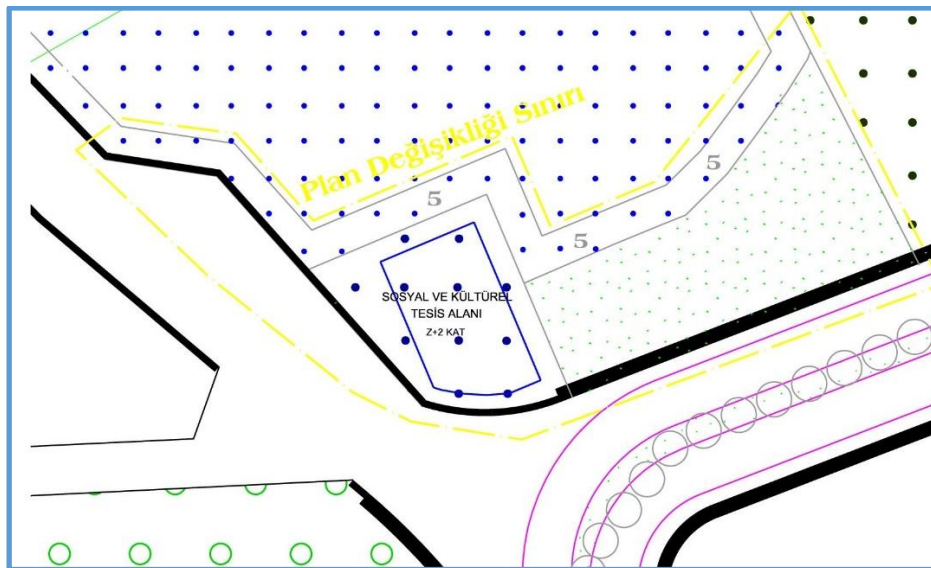 Plan Değişikliği Sınırı
5
5
5
SOSYAL VE KÜLTÜREL
TESİS ALANI
Z+2 KAT